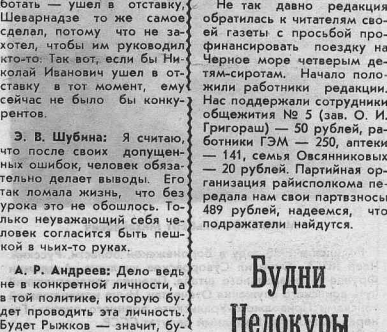 ботать — ушел в отставку,
Шеварнадзе то же самое
сделал, потому что не за-
хотел, чтобы им руководил
кто-то. Так вот, если бы Ни-
колай Иванович ушел в от-
ставку в тот момент, ему
сейчас не было бы конку-
рентов.
Э. В. Шубина: Я считаю,
что после своих допущен-
ных ошибок, человек обяза-
тельно делает выводы. Его
так ломала жизнь, что без
урока это не обошлось. То-
лько неуважающий себя че-
ловек согласится быть пеш-
кой в чьих-то руках.
А. Р. Андреев: Дело ведь
не в конкретной личности, а
в той политике, которую бу-
дет проводить эта личность.
Будет Рыжков — значит, бу-
Не так давно редакция
обратилась к читателям сво-
ей газеты с просьбой про-
финансировать поездку на
Черное море четверым де-
тям-сиротам. Начало поло-
жили работники редакции.
Нас поддержали сотрудники
общежития № 5 (зав. О. И.
Григораш) — 50 рублей, ра-
ботники ГЭМ — 250, аптеки
— 141, семья Овсянниковых
— 20 рублей. Партийная ор-
ганизация райисполкома пе-
редала нам свои партвзносы
489 рублей, надеемся, что
подражатели найдутся.
Будни
Недокуры